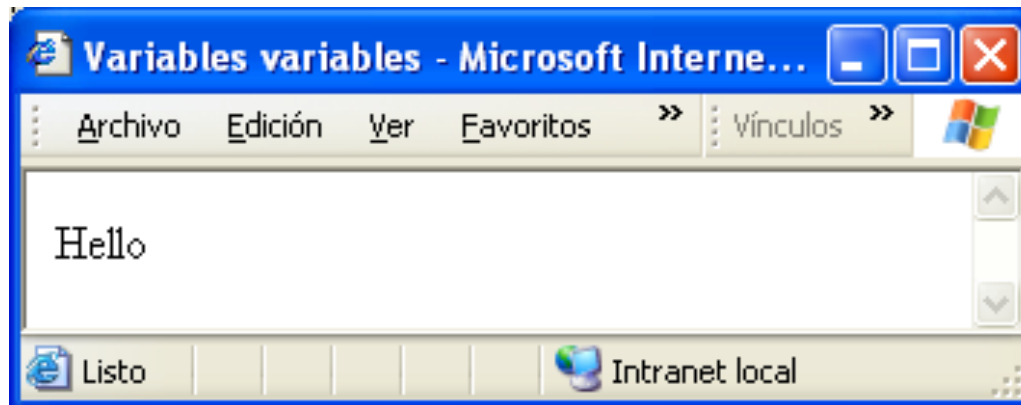 Variables variables - Microsoft Interne...
Archivo Edición Ver Favoritos » Vínculos »
Hello
Listo Intranet local